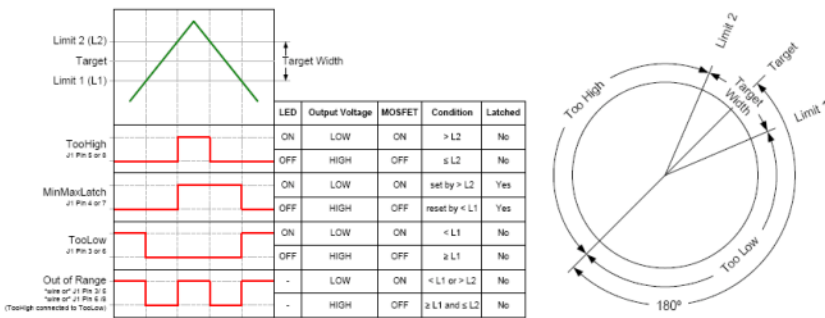 Limit 2 (L2)
Target
Limit 1 (L1)
Target Width
LED Output Voltage MOSFET Condition Latched
TooHigh
J1 Pin 5 or 8
ON LOW ON > L2 No
OFF HIGH OFF ≤ L2 No
MinMaxLatch
J1 Pin 4 or 7
ON LOW ON set by > L2 Yes
OFF HIGH OFF reset by < L1 Yes
TooLow
J1 Pin 3 or 6
ON LOW ON < L1 No
OFF HIGH OFF ≥ L1 No
Out of Range
"wire or" J1 Pin 3/ 5
"wire or" J1 Pin 6 /8
(TooHigh connected to TooLow)
- LOW ON < L1 or > L2 No
- HIGH OFF ≥ L1 and ≤ L2 No
Limit 2
Target
Target
Width
Limit
Too High
Too Low
180º